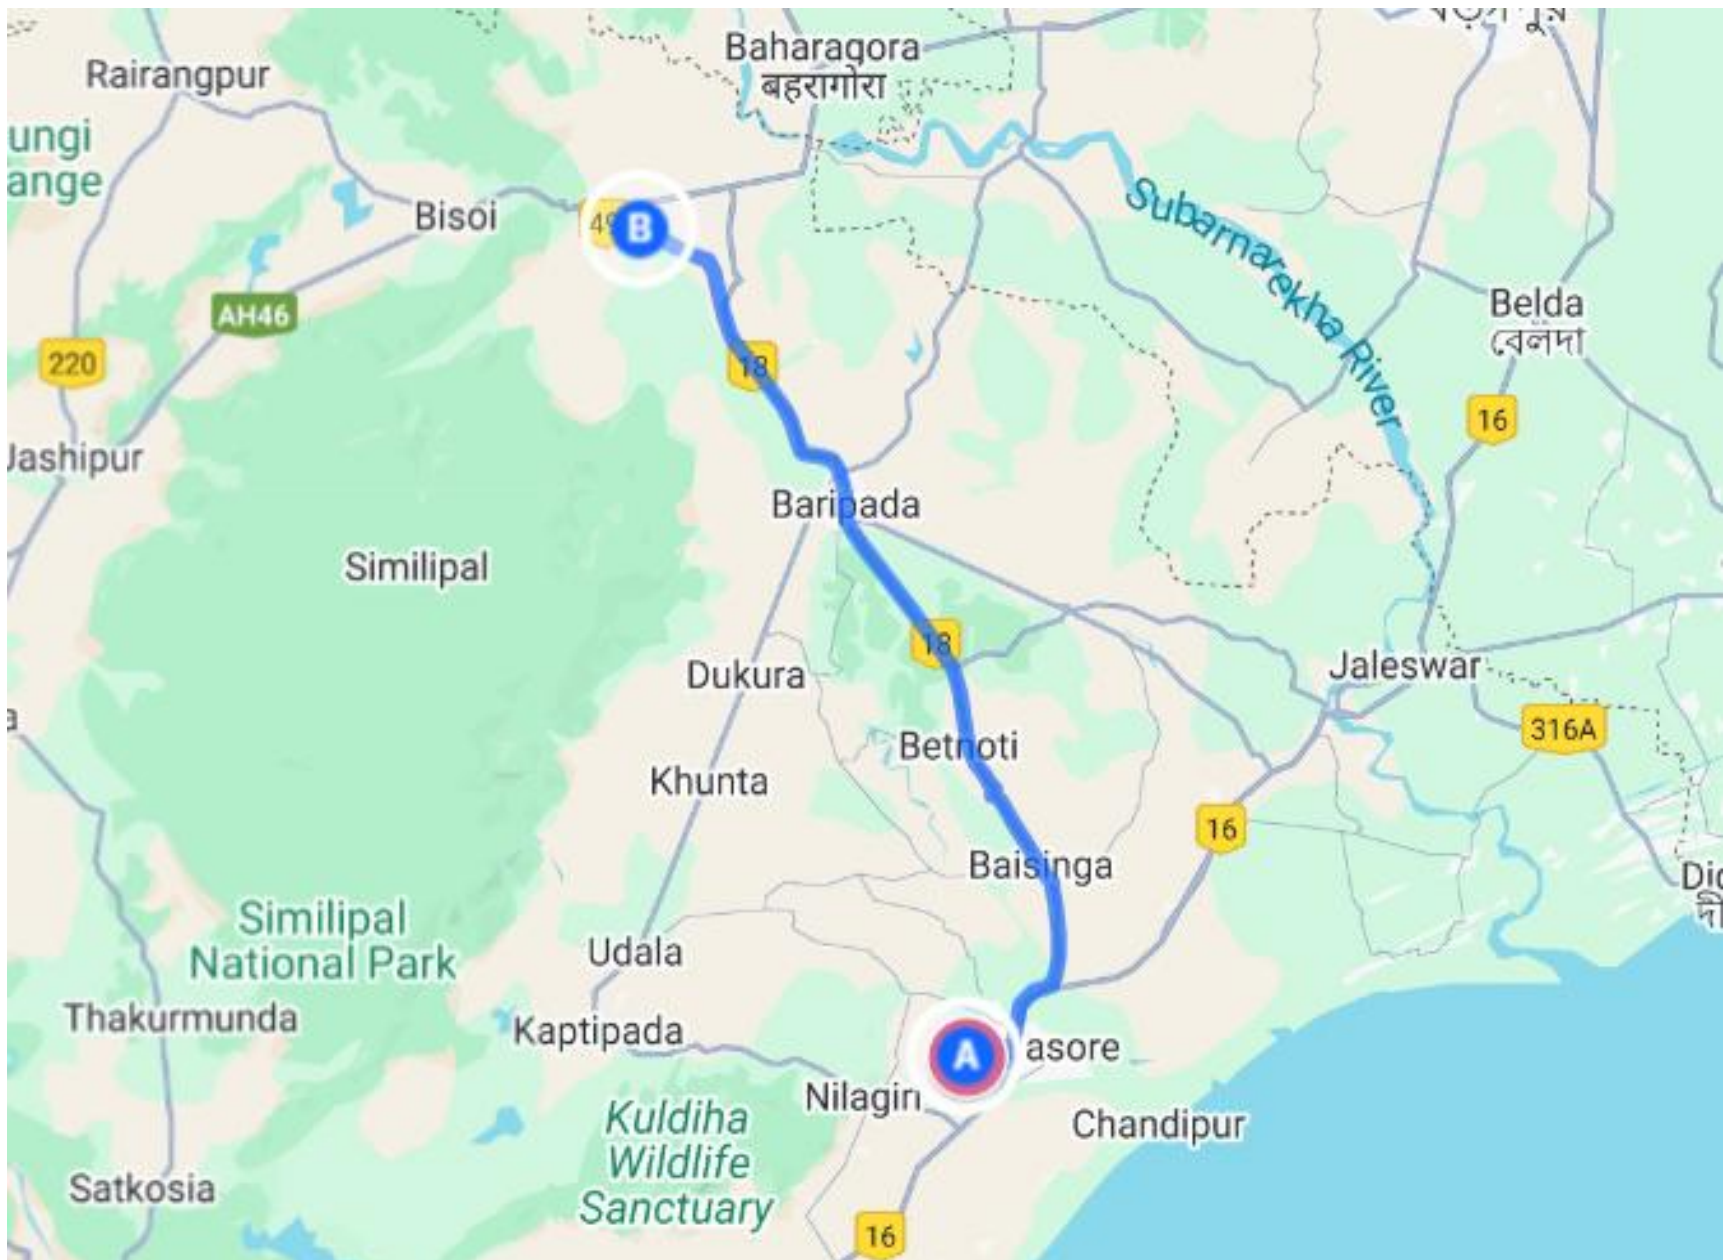 Baharagora
बहरागोरा
Rairangpur
ungi
ange
Bisoi
49
B
Subarnarekha River
AH46
Belda
বেলদা
220
18
16
Jashipur
Baripada
Similipal
18
Dukura
Jaleswar
a
316A
Betnoti
Khunta
16
Baisinga
Similipal
National Park
Udala
Thakurmunda
Kaptipada
A
asore
Nilagiri
Kuldiha
Wildlife
Sanctuary
Chandipur
Satkosia
16